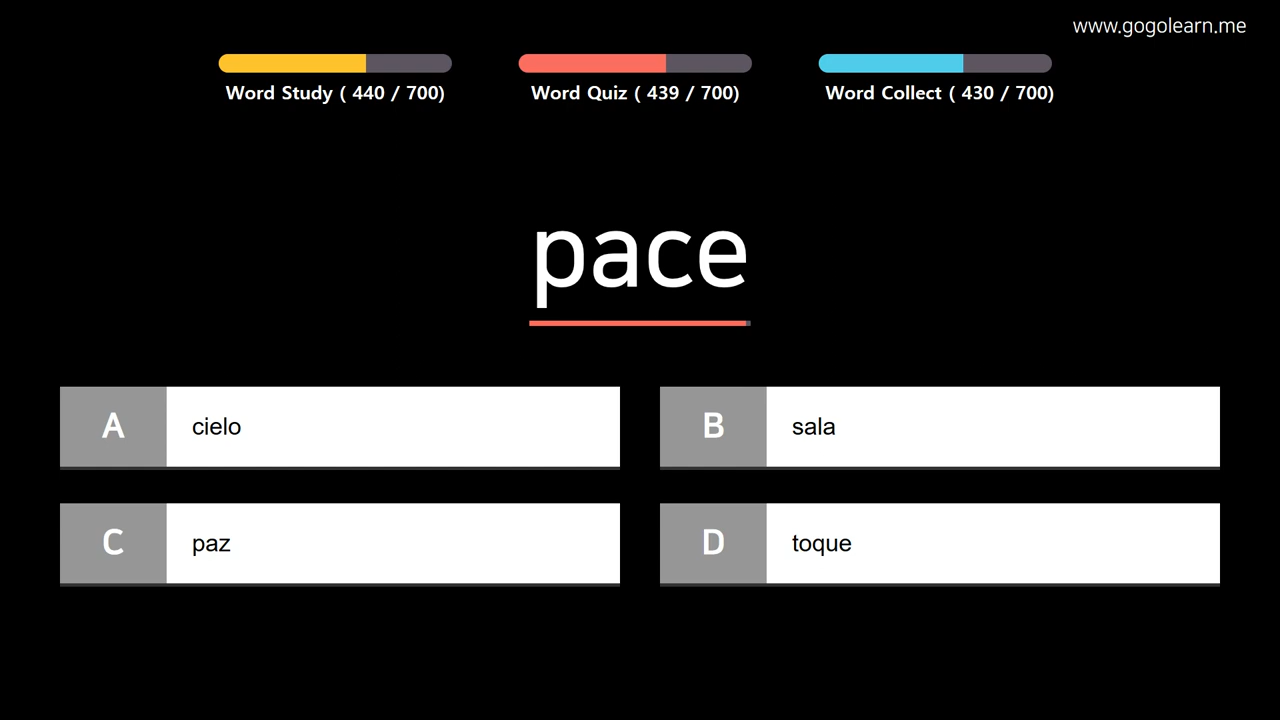 www.gogolearn.me
Word Study ( 440 / 700)
Word Quiz ( 439 / 700)
Word Collect ( 430 / 700)
pace
A cielo
B sala
C paz
D toque